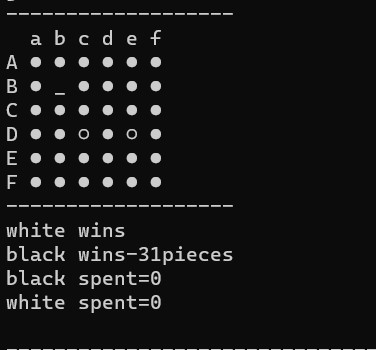 -------------------
a b c d e f
A ● ● ● ● ● ●
B ● _ ● ● ● ●
C ● ● ● ● ● ●
D ● ● ○ ● ○ ●
E ● ● ● ● ● ●
F ● ● ● ● ● ●
-------------------
white wins
black wins-31pieces
black spent=0
white spent=0